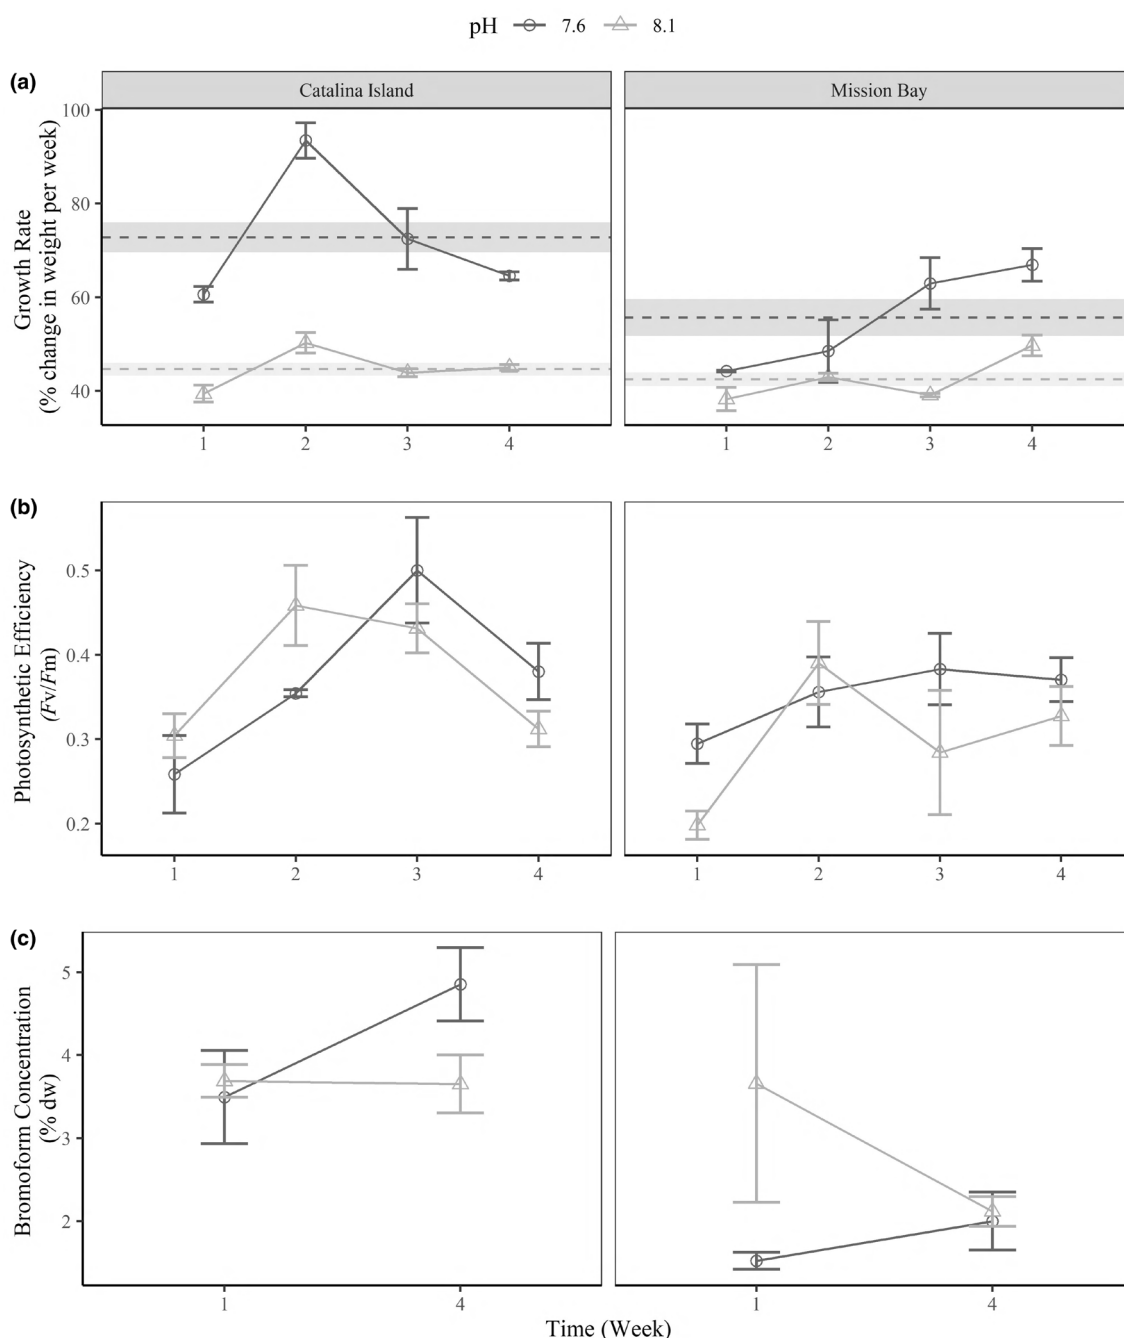 pH 7.6 8.1
(a)
Catalina Island Mission Bay
Growth Rate
(% change in weight per week)
100
80
60
40
1 2 3 4 1 2 3 4
(b)
Photosynthetic Efficiency
(Fv/Fm)
0.5
0.4
0.3
0.2
1 2 3 4 1 2 3 4
(c)
Bromoform Concentration
(% dw)
5
4
3
2
1 4 1 4
Time (Week)